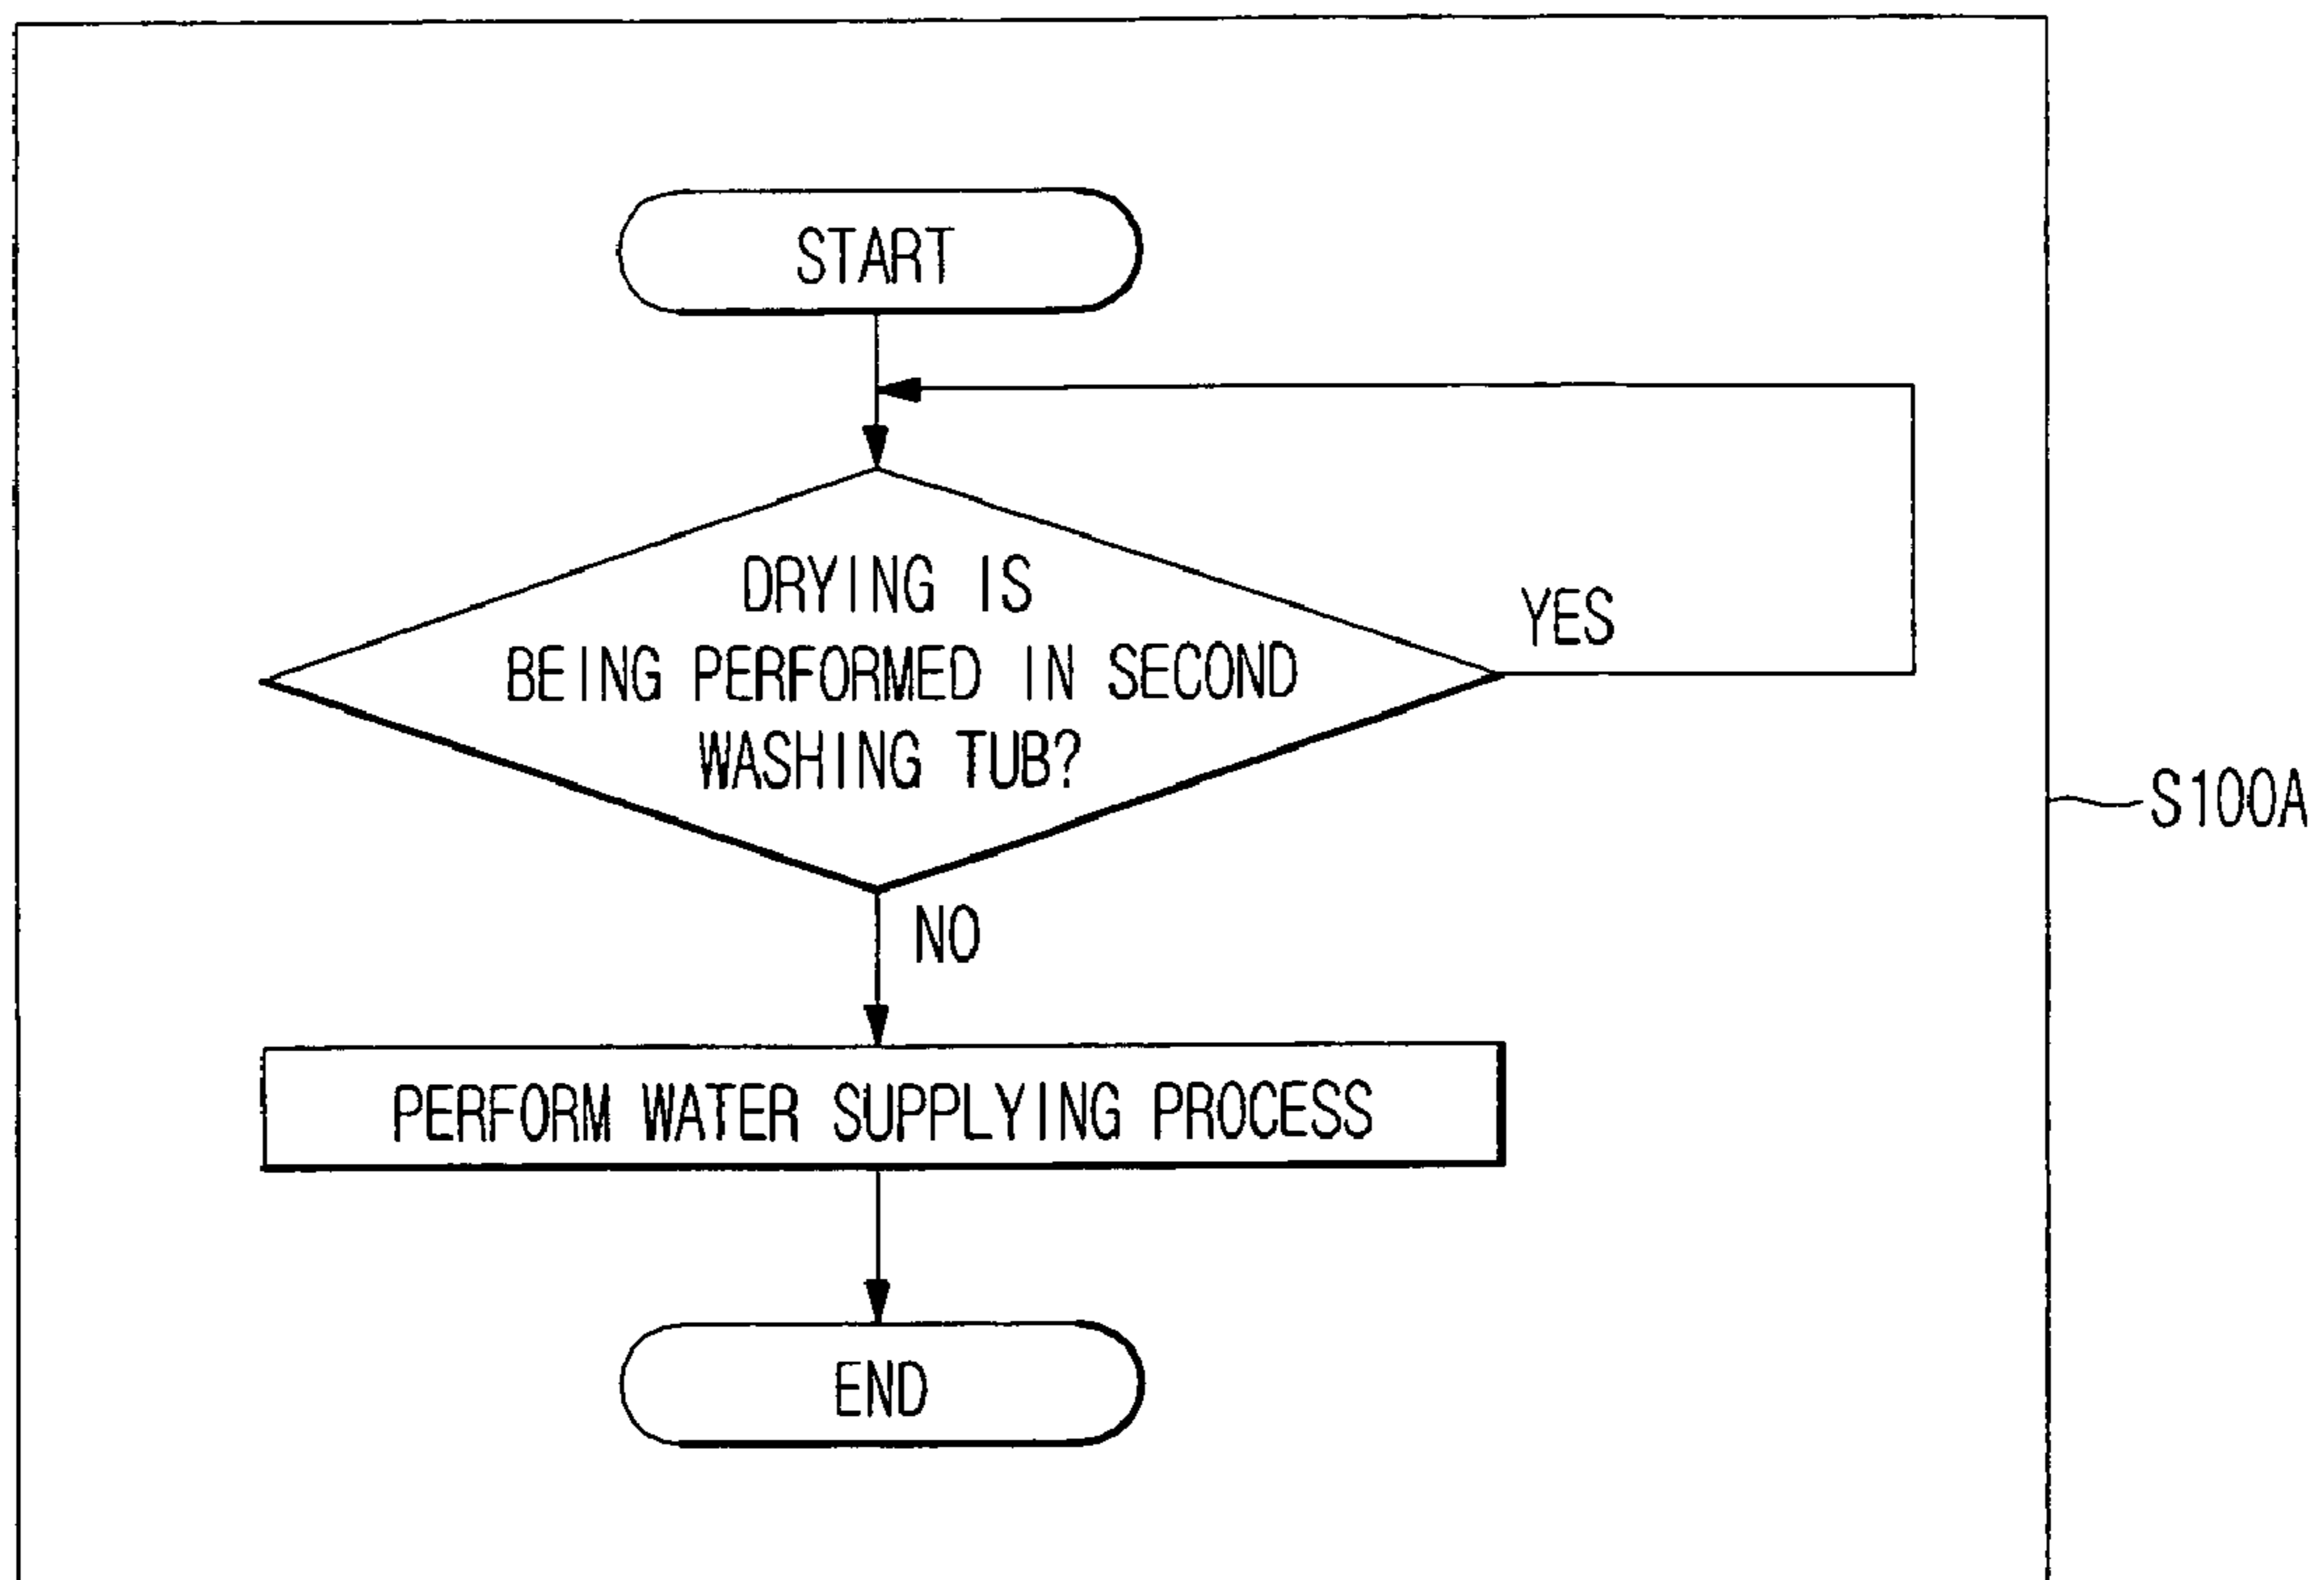 START
DRYING IS
BEING PERFORMED IN SECOND
WASHING TUB?
YES
S100A
NO
PERFORM WATER SUPPLYING PROCESS
END